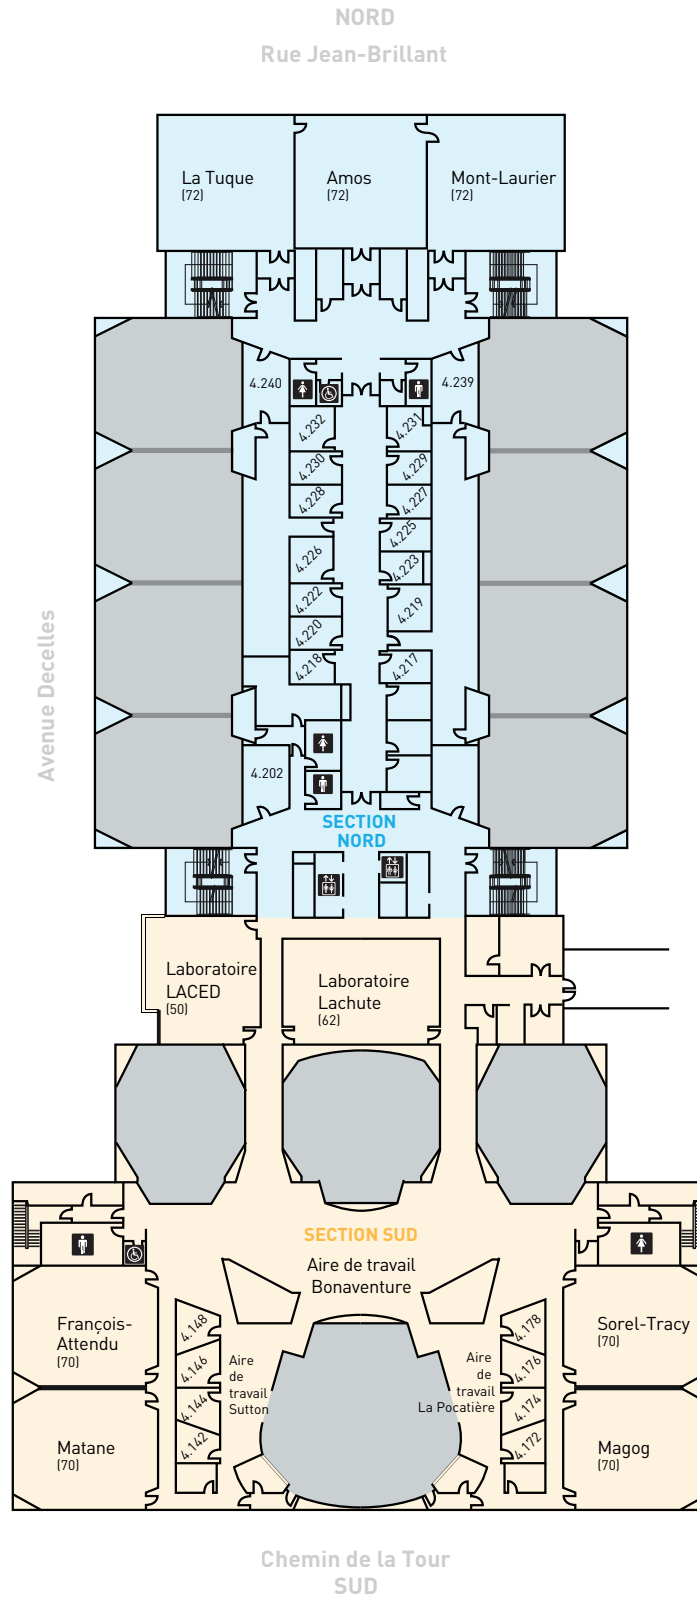 NORD
Rue Jean-Brillant
La Tuque
(72)
Amos
(72)
Mont-Laurier
(72)
4.240
4.239
4.232
4.231
4.230
4.229
4.228
4.227
4.225
4.226
4.223
4.222
4.219
4.220
4.218
4.217
Avenue Decelles
4.202
SECTION
NORD
Laboratoire
LACED
(50)
Laboratoire
Lachute
(62)
SECTION SUD
Aire de travail
Bonaventure
François-
Attendu
(70)
4.148
4.146
4.144
4.142
Aire
de
travail
Sutton
Aire
de
travail
La Pocatière
4.178
4.176
4.174
4.172
Sorel-Tracy
(70)
Matane
(70)
Magog
(70)
Chemin de la Tour
SUD